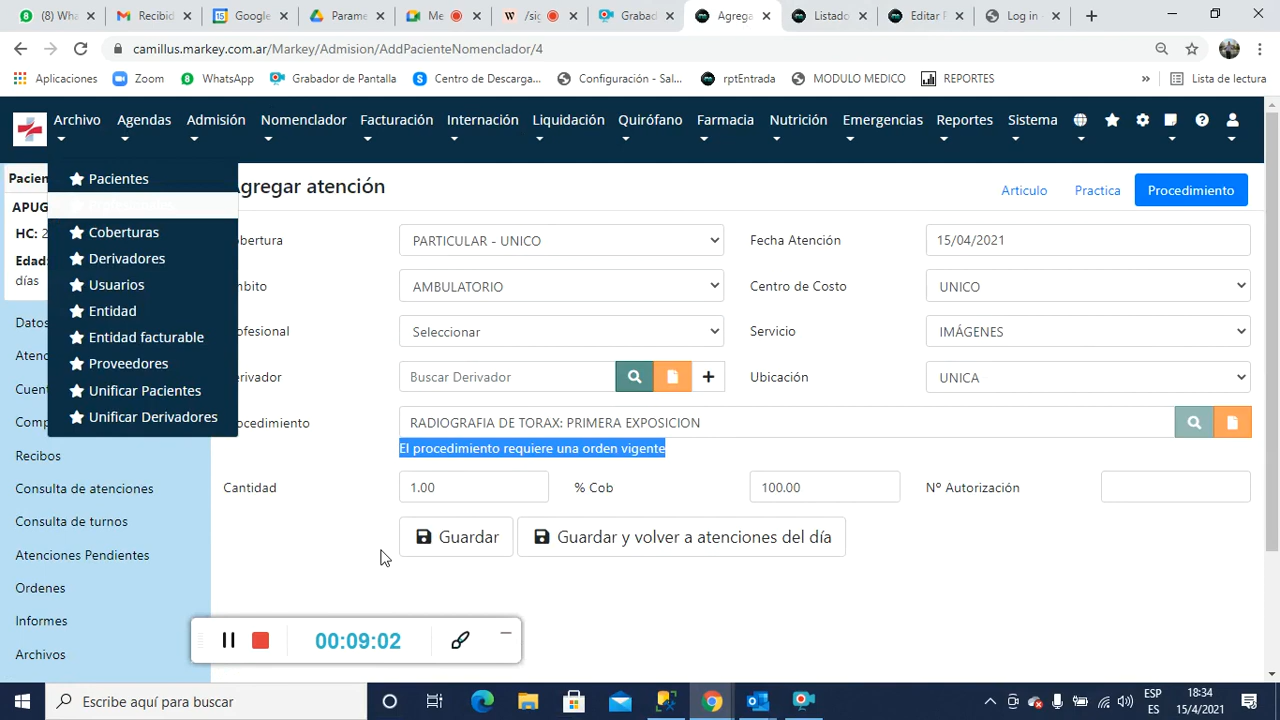 (8) Wha
Recibid
Google
Parame
Me
/sig
Grabac
Agrega
Listado
Editar P
Log in
camillus.markey.com.ar/Markey/Admision/AddPacienteNomenclador/4
Aplicaciones
Zoom
WhatsApp
Grabador de Pantalla
Centro de Descarga...
Configuración - Sal...
rptEntrada
MODULO MEDICO
REPORTES
»
Lista de lectura
Archivo
Agendas
Admisión
Nomenclador
Facturación
Internación
Liquidación
Quirófano
Farmacia
Nutrición
Emergencias
Reportes
Sistema
Pacien
APUG
HC: 2
Edad:
días
Pacientes
Coberturas
Derivadores
Usuarios
Entidad
Entidad facturable
Proveedores
Unificar Pacientes
Unificar Derivadores
Datos
Atenc
Cuent
Comp
Recibos
Consulta de atenciones
Consulta de turnos
Atenciones Pendientes
Ordenes
Informes
Archivos
Agregar atención
Articulo
Practica
Procedimiento
obertura
PARTICULAR - UNICO
Fecha Atención
15/04/2021
mbito
AMBULATORIO
Centro de Costo
UNICO
ofesional
Seleccionar
Servicio
IMÁGENES
erivador
Buscar Derivador
Ubicación
UNICA
ocedimiento
RADIOGRAFIA DE TORAX: PRIMERA EXPOSICION
El procedimiento requiere una orden vigente
Cantidad
1.00
% Cob
100.00
Nº Autorización
Guardar
Guardar y volver a atenciones del día
00:09:02
Escribe aquí para buscar
ESP
ES
18:34
15/4/2021